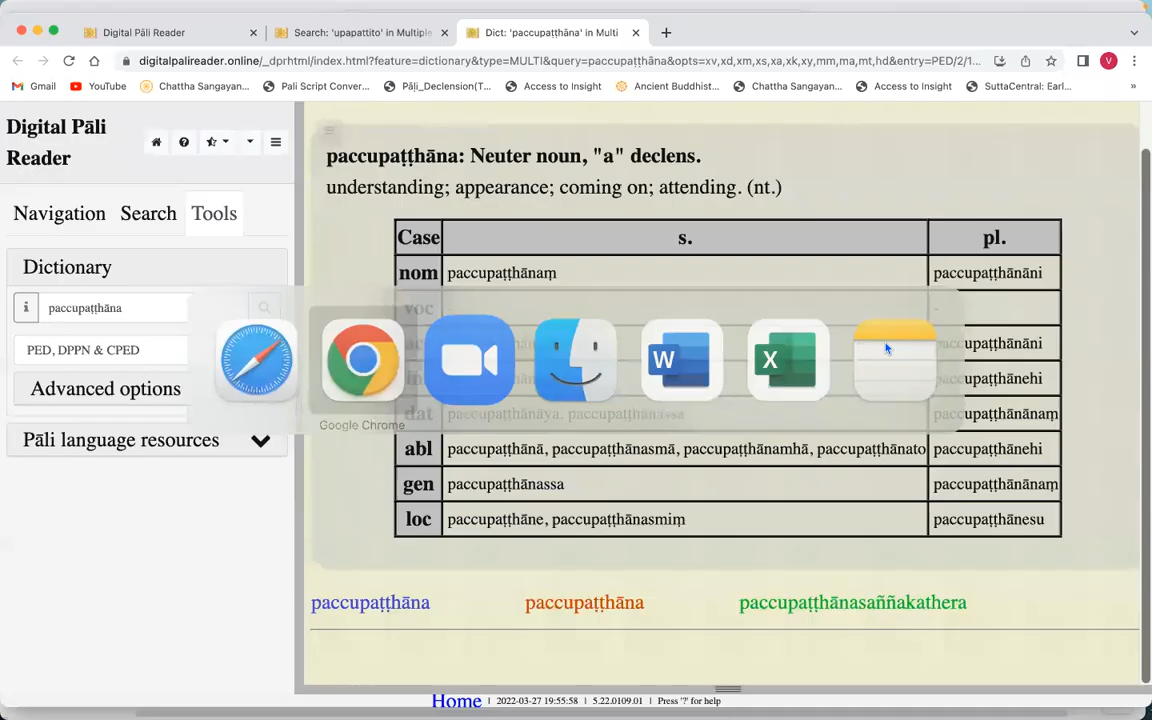 Digital Pāli Reader
Search: 'upapattito' in Multiple
Dict: 'paccupaṭṭhāna' in Multi
digitalpalireader.online/_dprhtml/index.html?feature=dictionary&type=MULTI&query=paccupaṭṭhāna&opts=xv,xd,xm,xs,xa,xk,xy,mm,ma,mt,hd&entry=PED/2/1...
V
Gmail
YouTube
Chattha Sangayan...
Pali Script Conver...
Pāḷi_Declension(T...
Access to Insight
Ancient Buddhist...
Chattha Sangayan...
Access to Insight
SuttaCentral: Earl...
»
Digital Pāli
Reader
Navigation Search Tools
Dictionary
i paccupaṭṭhāna
PED, DPPN & CPED
Advanced options
Pāli language resources
paccupaṭṭhāna: Neuter noun, "a" declens.
understanding; appearance; coming on; attending. (nt.)
Case s. pl.
nom paccupaṭṭhānaṃ paccupaṭṭhānāni
voc
paccupaṭṭhānāni
paccupaṭṭhānehi
dat paccupaṭṭhānāya, paccupaṭṭhānassa paccupaṭṭhānānaṃ
abl paccupaṭṭhānā, paccupaṭṭhānasmā, paccupaṭṭhānamhā, paccupaṭṭhānato paccupaṭṭhānehi
gen paccupaṭṭhānassa paccupaṭṭhānānaṃ
loc paccupaṭṭhāne, paccupaṭṭhānasmiṃ paccupaṭṭhānesu
W
X
Google Chrome
paccupaṭṭhāna paccupaṭṭhāna paccupaṭṭhānasaññakathera
Home | 2022-03-27 19:55:58 | 5.22.0109.01 | Press '?' for help